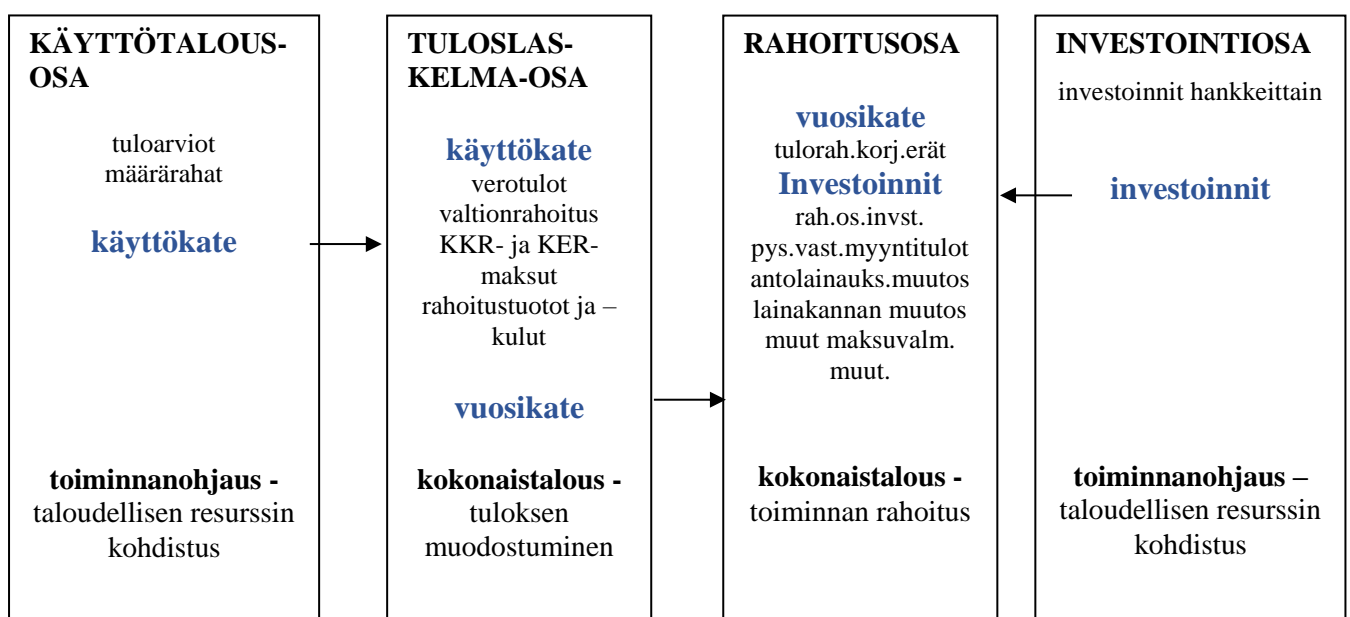 KÄYTTÖTALOUS-
OSA
tuloarviot
määrärahat
käyttökate
toiminnanohjaus -
taloudellisen resurssin
kohdistus
TULOSLAS-
KELMA-OSA
käyttökate
verotulot
valtionrahoitus
KKR- ja KER-
maksut
rahoitustuotot ja –
kulut
vuosikate
kokonaistalous -
tuloksen
muodostuminen
RAHOITUSOSA
vuosikate
tulorah.korj.erät
Investoinnit
rah.os.invst.
pys.vast.myyntitulot
antolainauks.muutos
lainakannan muutos
muut maksuvalm.
muut.
kokonaistalous -
toiminnan rahoitus
INVESTOINTIOSA
investoinnit hankkeittain
investoinnit
toiminnanohjaus –
taloudellisen resurssin
kohdistus